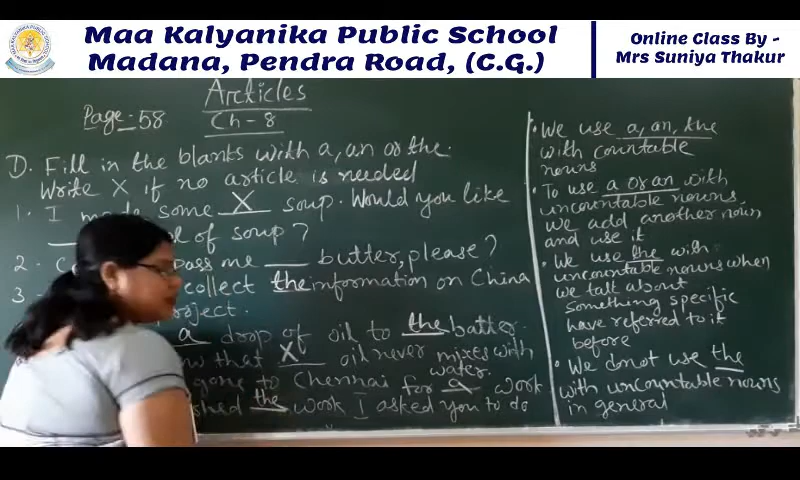 Maa Kalyanika Public School
Madana, Pendra Road, (C.G.)
Online Class By -
Mrs Suniya Thakur
Page - 58
Arcticles
Ch - 8
D. Fill in the blanks with a, an or the.
Write X if no article is needed
1. I made some X soup. Would you like
of soup?
2. pass me ___ butter, please?
3. collect the information on China
project.
a drop of oil to the batter.
that X oil never mixes with
water.
gone to Chennai for a work
the work I asked you to do
• We use a, an, the
with countable
nouns
• To use a or an with
uncountable nouns,
we add another noun
and use it
• We use the with
uncountable nouns when
we talk about
something specific
have referred to it
before
• We donot use the
with uncountable nouns
in general